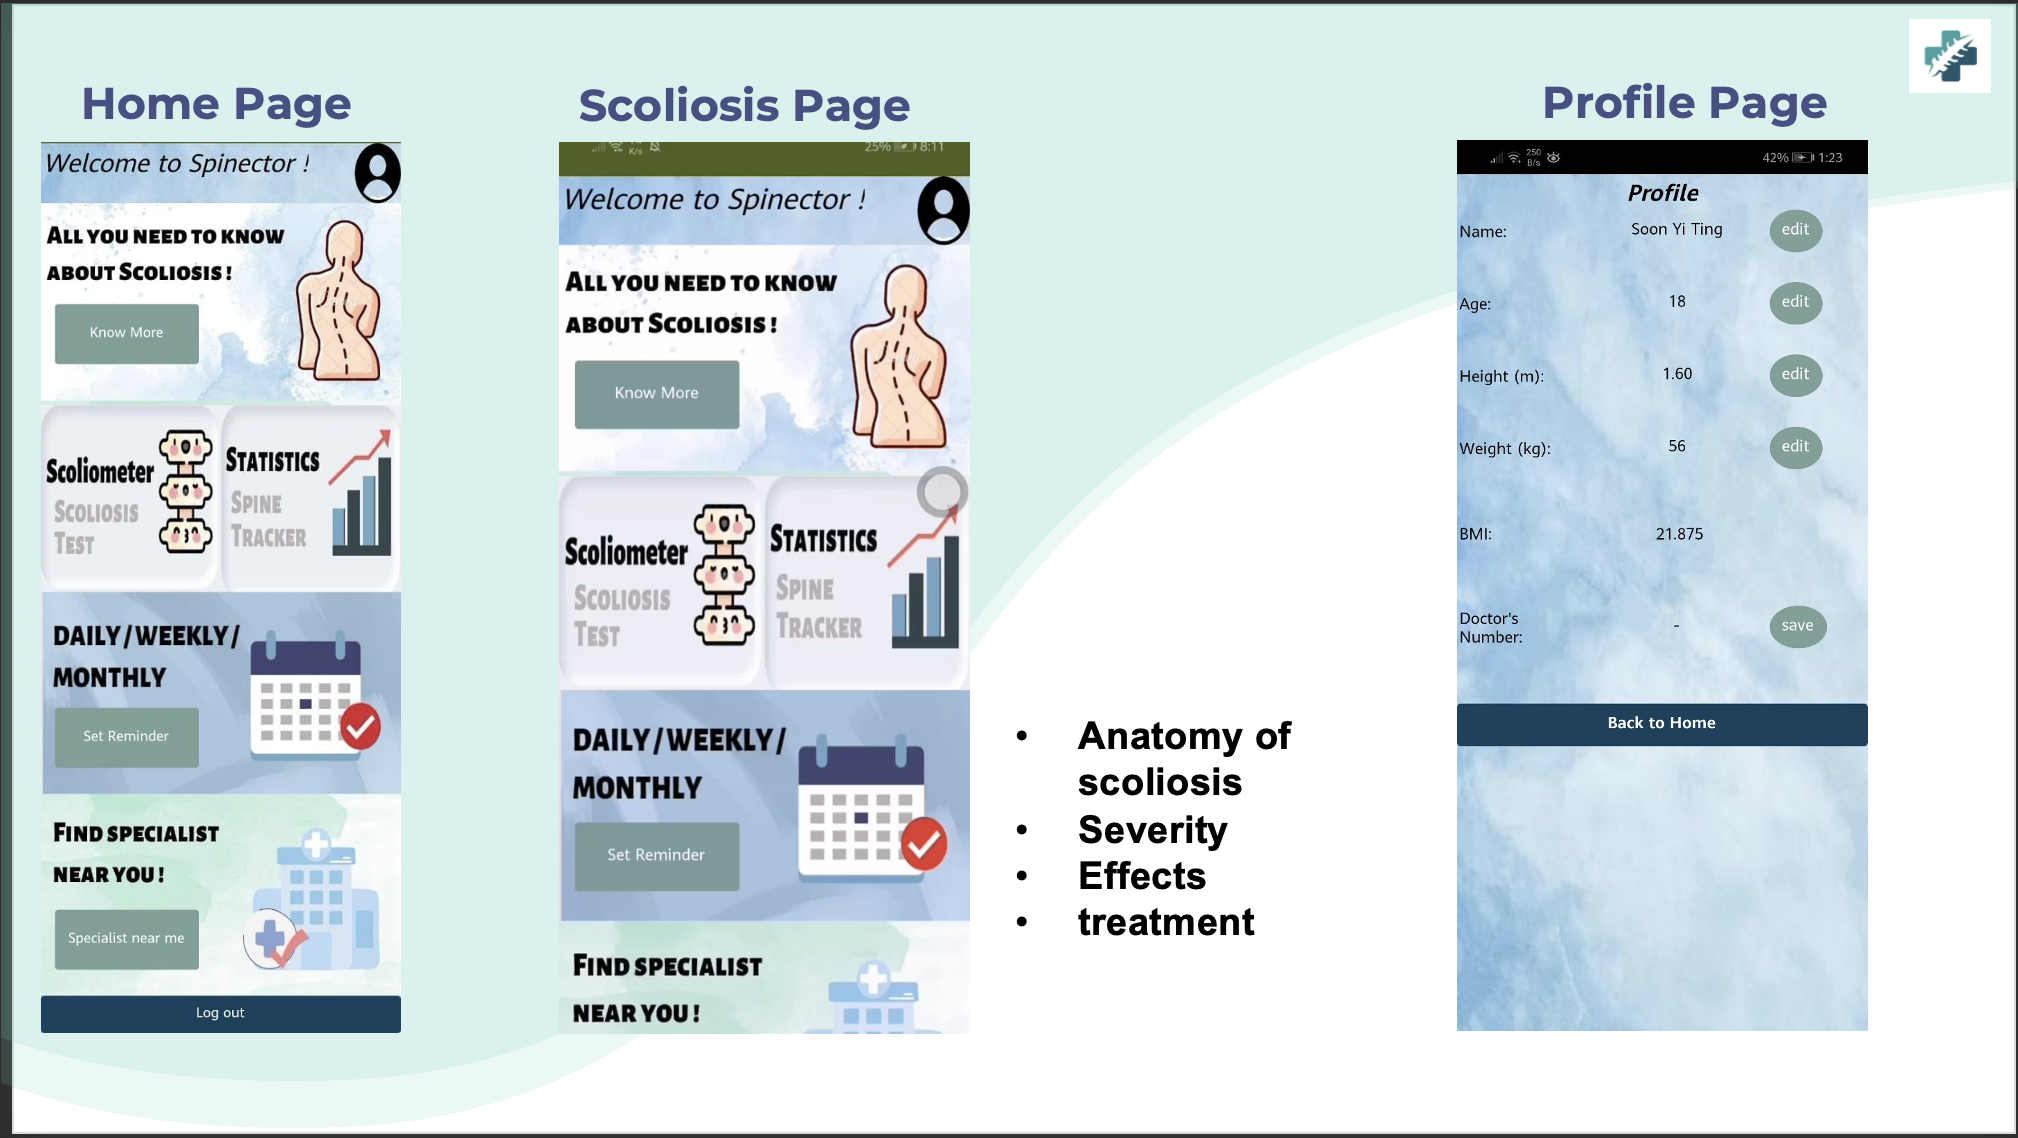 Home Page
Welcome to Spinector !
ALL YOU NEED TO KNOW
ABOUT SCOLIOSIS !
Know More
Scoliometer
SCOLIOSIS
TEST
STATISTICS
SPINE
TRACKER
DAILY/WEEKLY/
MONTHLY
Set Reminder
FIND SPECIALIST
NEAR YOU !
Specialist near me
Log out
Scoliosis Page
K/s
25% 8:11
Welcome to Spinector !
ALL YOU NEED TO KNOW
ABOUT SCOLIOSIS !
Know More
Scoliometer
SCOLIOSIS
TEST
STATISTICS
SPINE
TRACKER
DAILY/WEEKLY/
MONTHLY
Set Reminder
FIND SPECIALIST
NEAR YOU !
• Anatomy of
scoliosis
• Severity
• Effects
• treatment
Profile Page
250
B/s
42% 1:23
Profile
Name: Soon Yi Ting edit
Age: 18 edit
Height (m): 1.60 edit
Weight (kg): 56 edit
BMI: 21.875
Doctor's
Number: - save
Back to Home